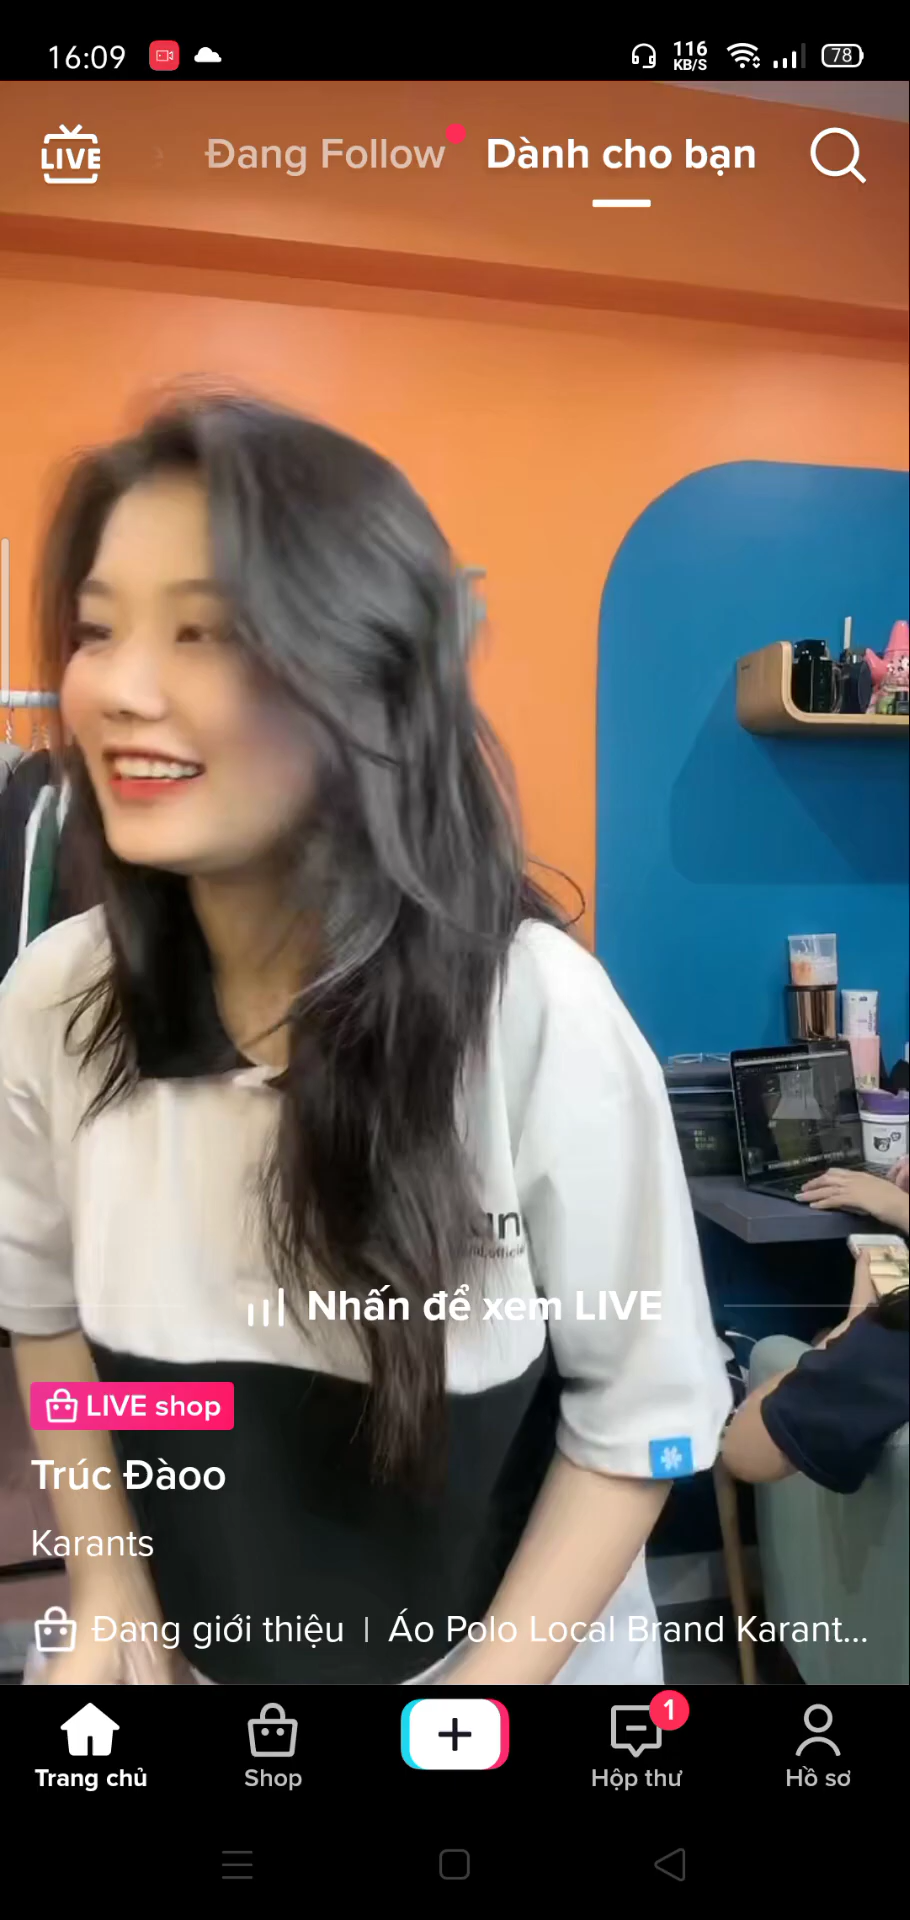 16:09
116
KB/S
78
LIVE
Đang Follow
Dành cho bạn
Nhấn để xem LIVE
LIVE shop
Trúc Đàoo
Karants
Đang giới thiệu | Áo Polo Local Brand Karant...
1
Trang chủ
Shop
Hộp thư
Hồ sơ